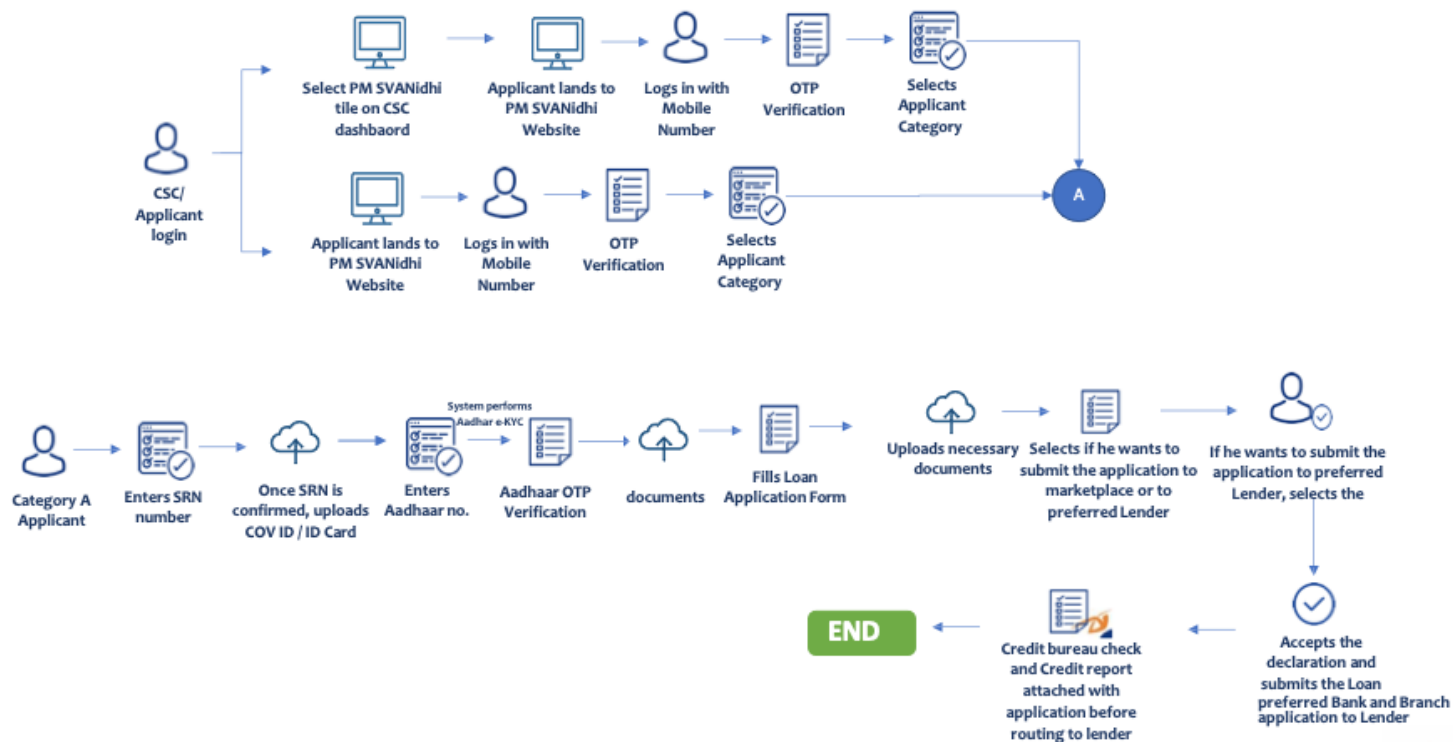 Select PM SVANidhi
tile on CSC
dashbaord
Applicant lands to
PM SVANidhi
Website
Logs in with
Mobile
Number
OTP
Verification
Selects
Applicant
Category
CSC/
Applicant
login
A
Applicant lands to
PM SVANidhi
Website
Logs in with
Mobile
Number
OTP
Verification
Selects
Applicant
Category
Category A
Applicant
Enters SRN
number
Once SRN is
confirmed, uploads
COV ID / ID Card
Enters
Aadhaar no.
System performs
Aadhar e-KYC
Aadhaar OTP
Verification
documents
Fills Loan
Application Form
Uploads necessary
documents
Selects if he wants to
submit the application to
marketplace or to
preferred Lender
If he wants to submit the
application to preferred
Lender, selects the
Accepts the
declaration and
submits the Loan
preferred Bank and Branch
application to Lender
Credit bureau check
and Credit report
attached with
application before
routing to lender
END